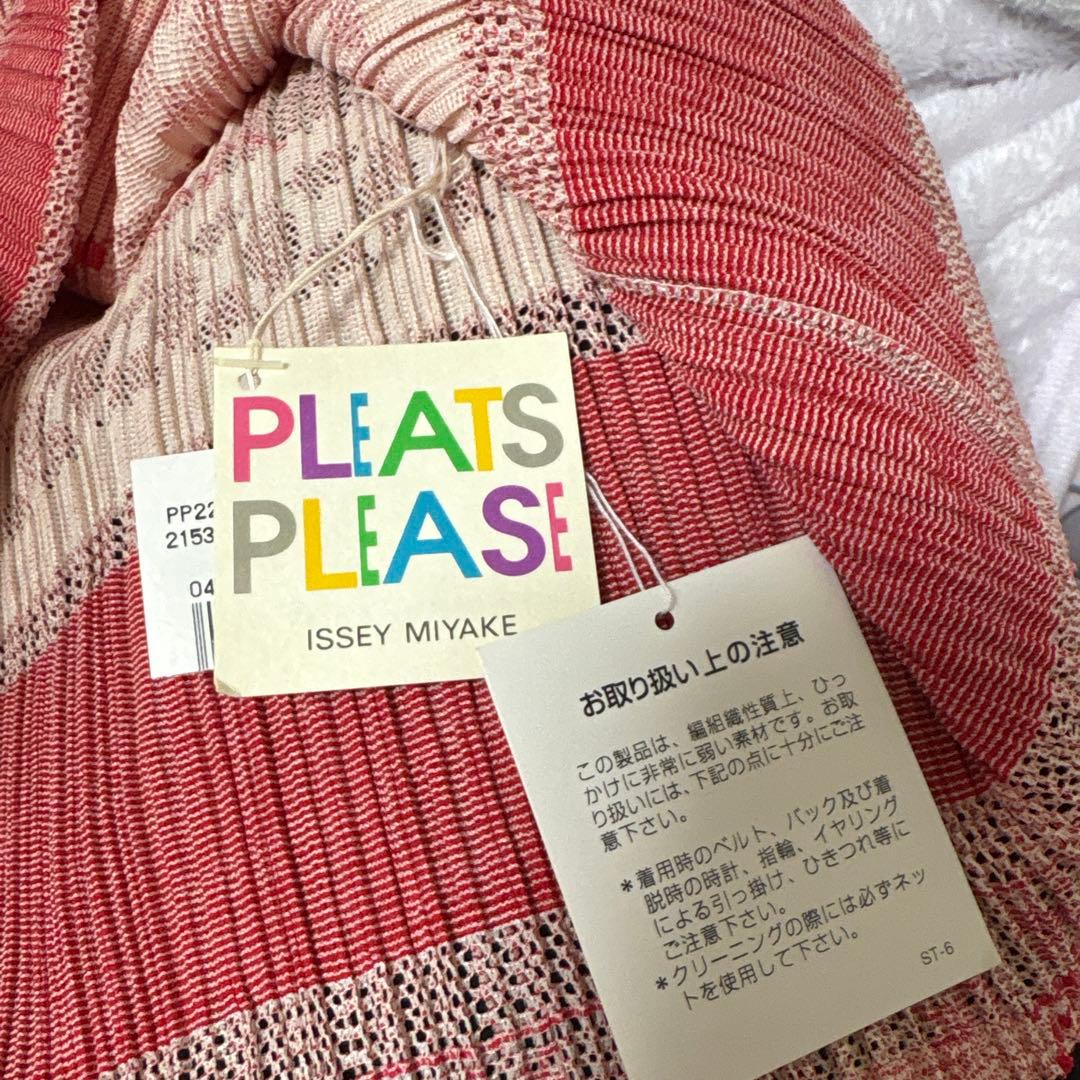 PLEATS
PLEASE
ISSEY MIYAKE
PP22
2153
04
お取り扱い上の注意
この製品は、編組織性質上、ひっ
かけに非常に弱い素材です。お取
り扱いには、下記の点に十分にご注
意下さい。
*着用時のベルト、バック及び着
脱時の時計、指輪、イヤリング
による引っ掛け、ひきつれ等に
ご注意下さい。
*クリーニングの際には必ずネッ
トを使用して下さい。
ST-6